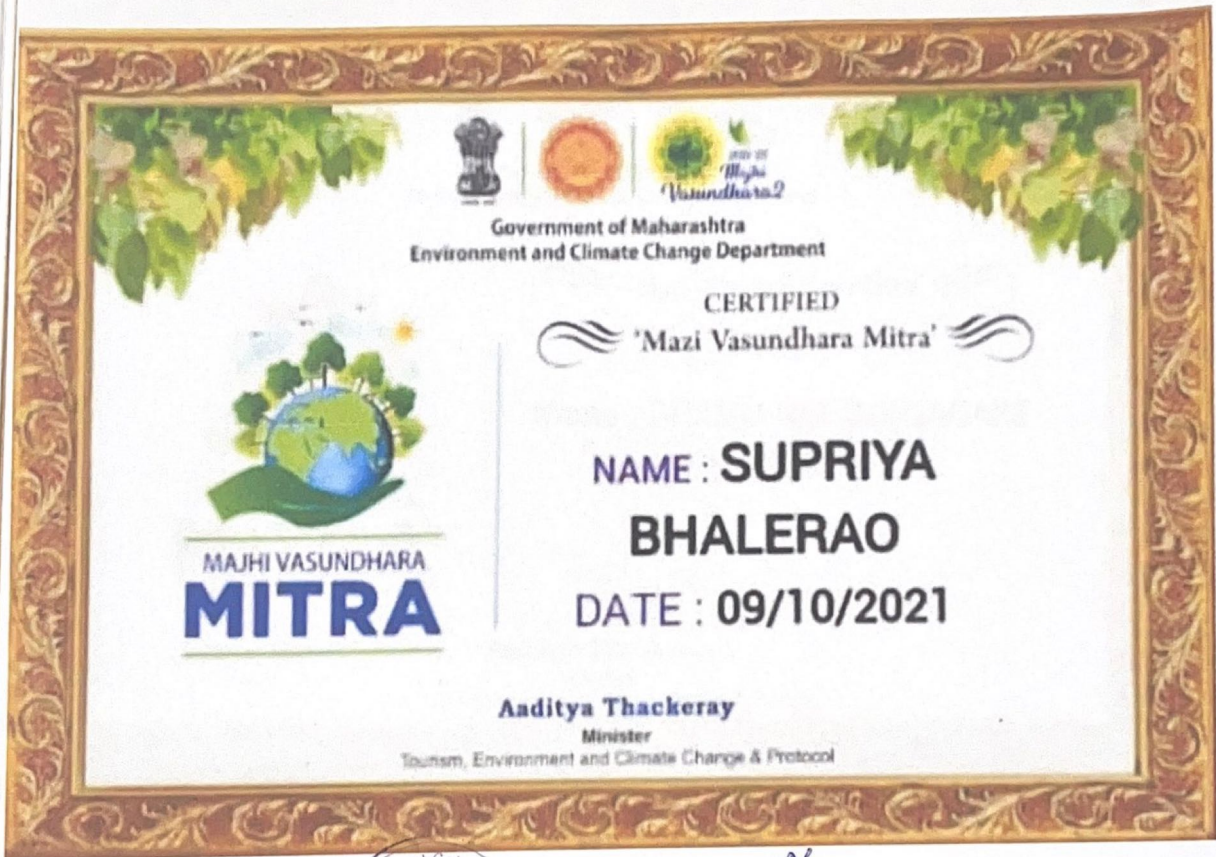 Majhi
Vasundhara2
Government of Maharashtra
Environment and Climate Change Department
CERTIFIED
'Mazi Vasundhara Mitra'
NAME : SUPRIYA
BHALERAO
DATE : 09/10/2021
MAJHI VASUNDHARA
MITRA
Aaditya Thackeray
Minister
Tourism, Environment and Climate Change & Protocol